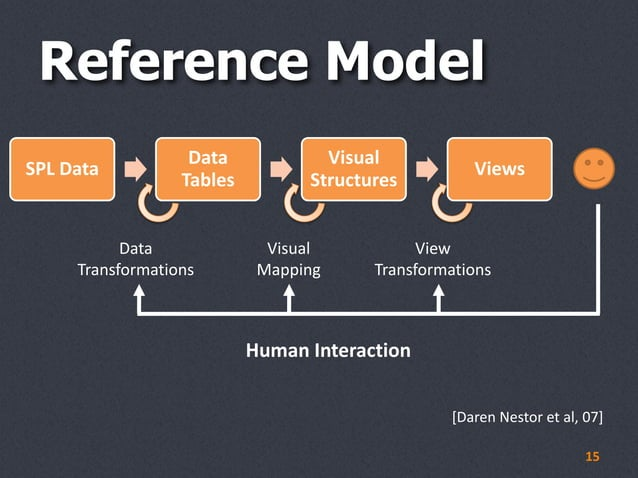 Reference Model
SPL Data
Data
Tables
Visual
Structures
Views
Data
Transformations
Visual
Mapping
View
Transformations
Human Interaction
[Daren Nestor et al, 07]
15